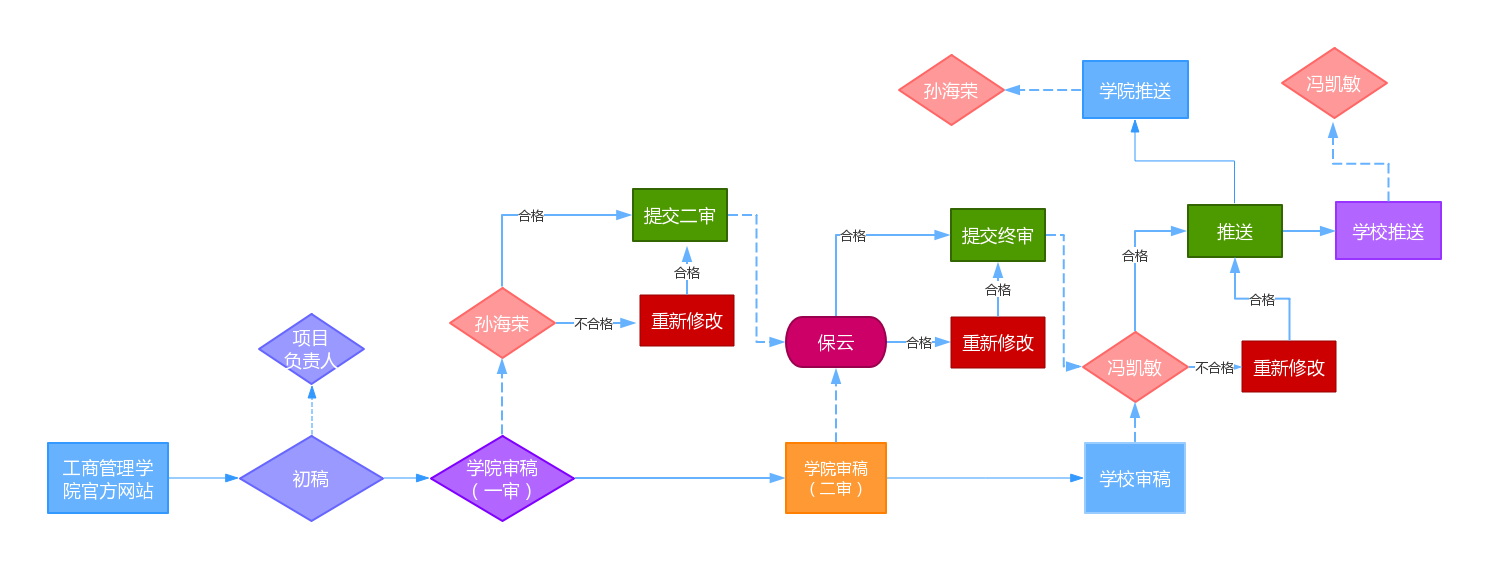 孙海荣
学院推送
冯凯敏
提交二审
合格
合格
重新修改
孙海荣
不合格
提交终审
合格
合格
保云
合格
重新修改
推送
学校推送
合格
合格
冯凯敏
不合格
重新修改
项目
负责人
工商管理学
院官方网站
初稿
学院审稿
（一审）
学院审稿
（二审）
学校审稿